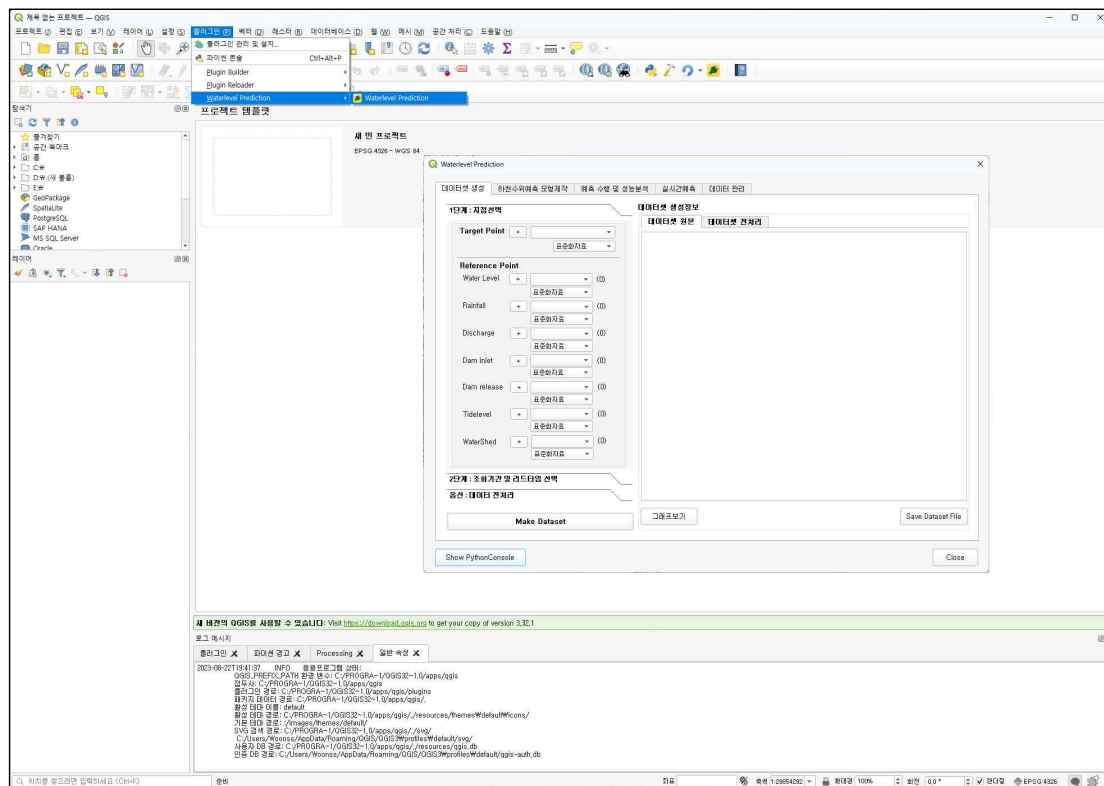 제목 없는 프로젝트 — QGIS
프로젝트 (J) 편집 (E) 보기 (V) 레이어 (L) 설정 (S) 플러그인 (P) 벡터 (O) 래스터 (R) 데이터베이스 (D) 웹 (W) 메시 (M) 공간 처리 (C) 도움말 (H)
플러그인 관리 및 설치...
파이썬 콘솔 Ctrl+Alt+P
Plugin Builder
Plugin Reloader
Waterlevel Prediction
Waterlevel Prediction
탐색기
즐겨찾기
공간 북마크
홈
C:₩
D:₩ (새 볼륨)
E:₩
GeoPackage
SpatiaLite
PostgreSQL
SAP HANA
MS SQL Server
Oracle
레이어
프로젝트 템플릿
새 빈 프로젝트
EPSG:4326 - WGS 84
Waterlevel Prediction
데이터셋 생성 하천수위예측 모형제작 예측 수행 및 성능분석 실시간예측 데이터 관리
1단계 : 지점선택
Target Point +
표준화자료
Reference Point
Water Level + (0)
표준화자료
Rainfall + (0)
표준화자료
Discharge + (0)
표준화자료
Dam inlet + (0)
표준화자료
Dam release + (0)
표준화자료
Tidelevel + (0)
표준화자료
WaterShed + (0)
표준화자료
2단계 : 조회기간 및 리드타임 선택
옵션 : 데이터 전처리
Make Dataset
데이터셋 생성정보
데이터셋 원본 데이터셋 전처리
그래프보기 Save Dataset File
Show PythonConsole Close
새 버전의 QGIS를 사용할 수 있습니다: Visit https://download.qgis.org to get your copy of version 3.32.1
로그 메시지
플러그인 파이썬 경고 Processing 일반 속성
2023-08-22T19:41:37 INFO 응용프로그램 상태:
QGIS_PREFIX_PATH 환경 변수: C:/PROGRA~1/QGIS32~1.0/apps/qgis
접두사: C:/PROGRA~1/QGIS32~1.0/apps/qgis
플러그인 경로: C:/PROGRA~1/QGIS32~1.0/apps/qgis/plugins
패키지 데이터 경로: C:/PROGRA~1/QGIS32~1.0/apps/qgis/.
활성 테마 이름: default
활성 테마 경로: C:/PROGRA~1/QGIS32~1.0/apps/qgis/./resources/themes₩default₩icons/
기본 테마 경로: :/images/themes/default/
SVG 검색 경로: C:/PROGRA~1/QGIS32~1.0/apps/qgis/./svg/
C:/Users/Woonss/AppData/Roaming/QGIS/QGIS3₩profiles₩default/svg/
사용자 DB 경로: C:/PROGRA~1/QGIS32~1.0/apps/qgis/./resources/qgis.db
인증 DB 경로: C:/Users/Woonss/AppData/Roaming/QGIS/QGIS3₩profiles₩default/qgis-auth.db
위치를 찾으려면 입력하세요 (Ctrl+K) 준비 좌표 축척 1:29854292 확대경 100% 회전 0.0° 렌더링 EPSG:4326